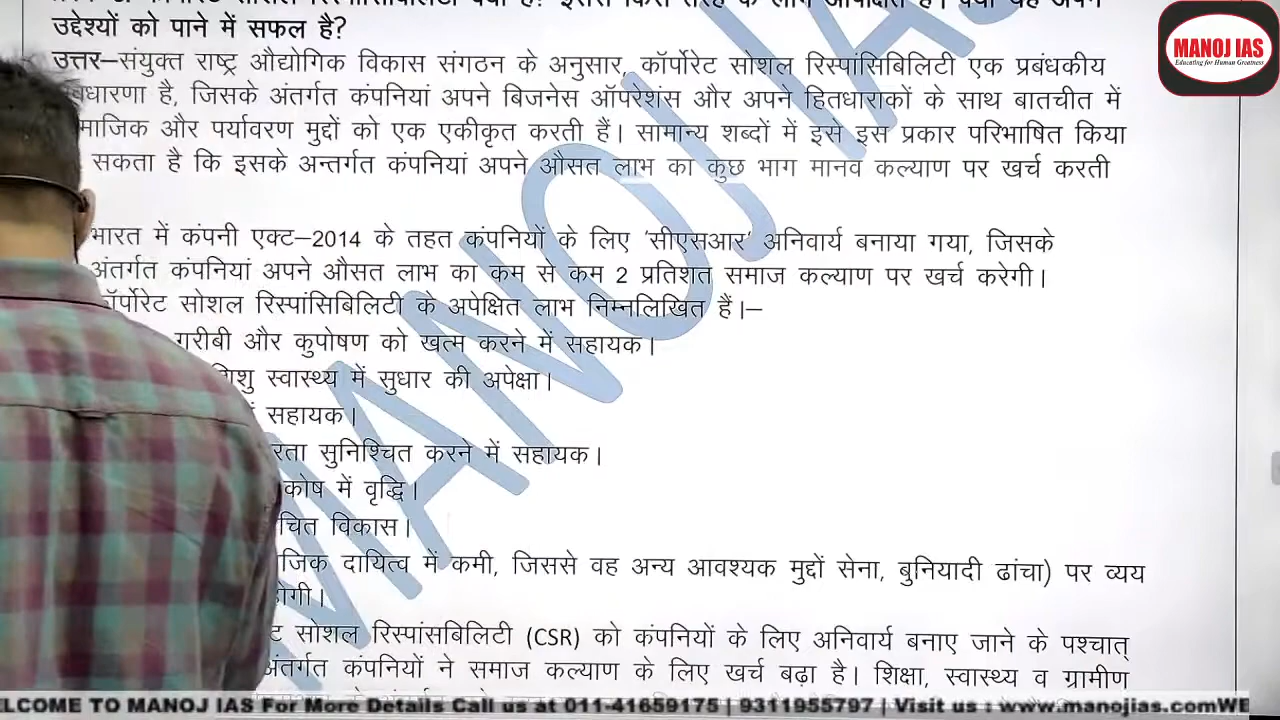 उद्देश्यों को पाने में सफल है?
उत्तर–संयुक्त राष्ट्र औद्योगिक विकास संगठन के अनुसार, कॉर्पोरेट सोशल रिस्पांसिबिलिटी एक प्रबंधकीय
है, जिसके अंतर्गत कंपनियां अपने बिजनेस ऑपरेशंस और अपने हितधाराकों के साथ बातचीत में
और पर्यावरण मुद्दों को एक एकीकृत करती हैं। सामान्य शब्दों में इसे इस प्रकार परिभाषित किया
सकता है कि इसके अन्तर्गत कंपनियां अपने औसत लाभ का कुछ भाग मानव कल्याण पर खर्च करती
भारत में कंपनी एक्ट–2014 के तहत कंपनियों के लिए 'सीएसआर' अनिवार्य बनाया गया, जिसके
अंतर्गत कंपनियां अपने औसत लाभ का कम से कम 2 प्रतिशत समाज कल्याण पर खर्च करेगी।
कॉर्पोरेट सोशल रिस्पांसिबिलिटी के अपेक्षित लाभ निम्नलिखित हैं।–
गरीबी और कुपोषण को खत्म करने में सहायक।
शिशु स्वास्थ्य में सुधार की अपेक्षा।
सहायक।
सुनिश्चित करने में सहायक।
कोष में वृद्धि।
विकास।
दायित्व में कमी, जिससे वह अन्य आवश्यक मुद्दों सेना, बुनियादी ढांचा) पर व्यय
सोशल रिस्पांसबिलिटी (CSR) को कंपनियों के लिए अनिवार्य बनाए जाने के पश्चात्
अंतर्गत कंपनियों ने समाज कल्याण के लिए खर्च बढ़ा है। शिक्षा, स्वास्थ्य व ग्रामीण
MANOJ IAS
MANOJ IAS
Educating for Human Greatness
ELCOME TO MANOJ IAS For More Details Call us at 011-41659175 | 9311955797 | Visit us : www.manojias.comWE